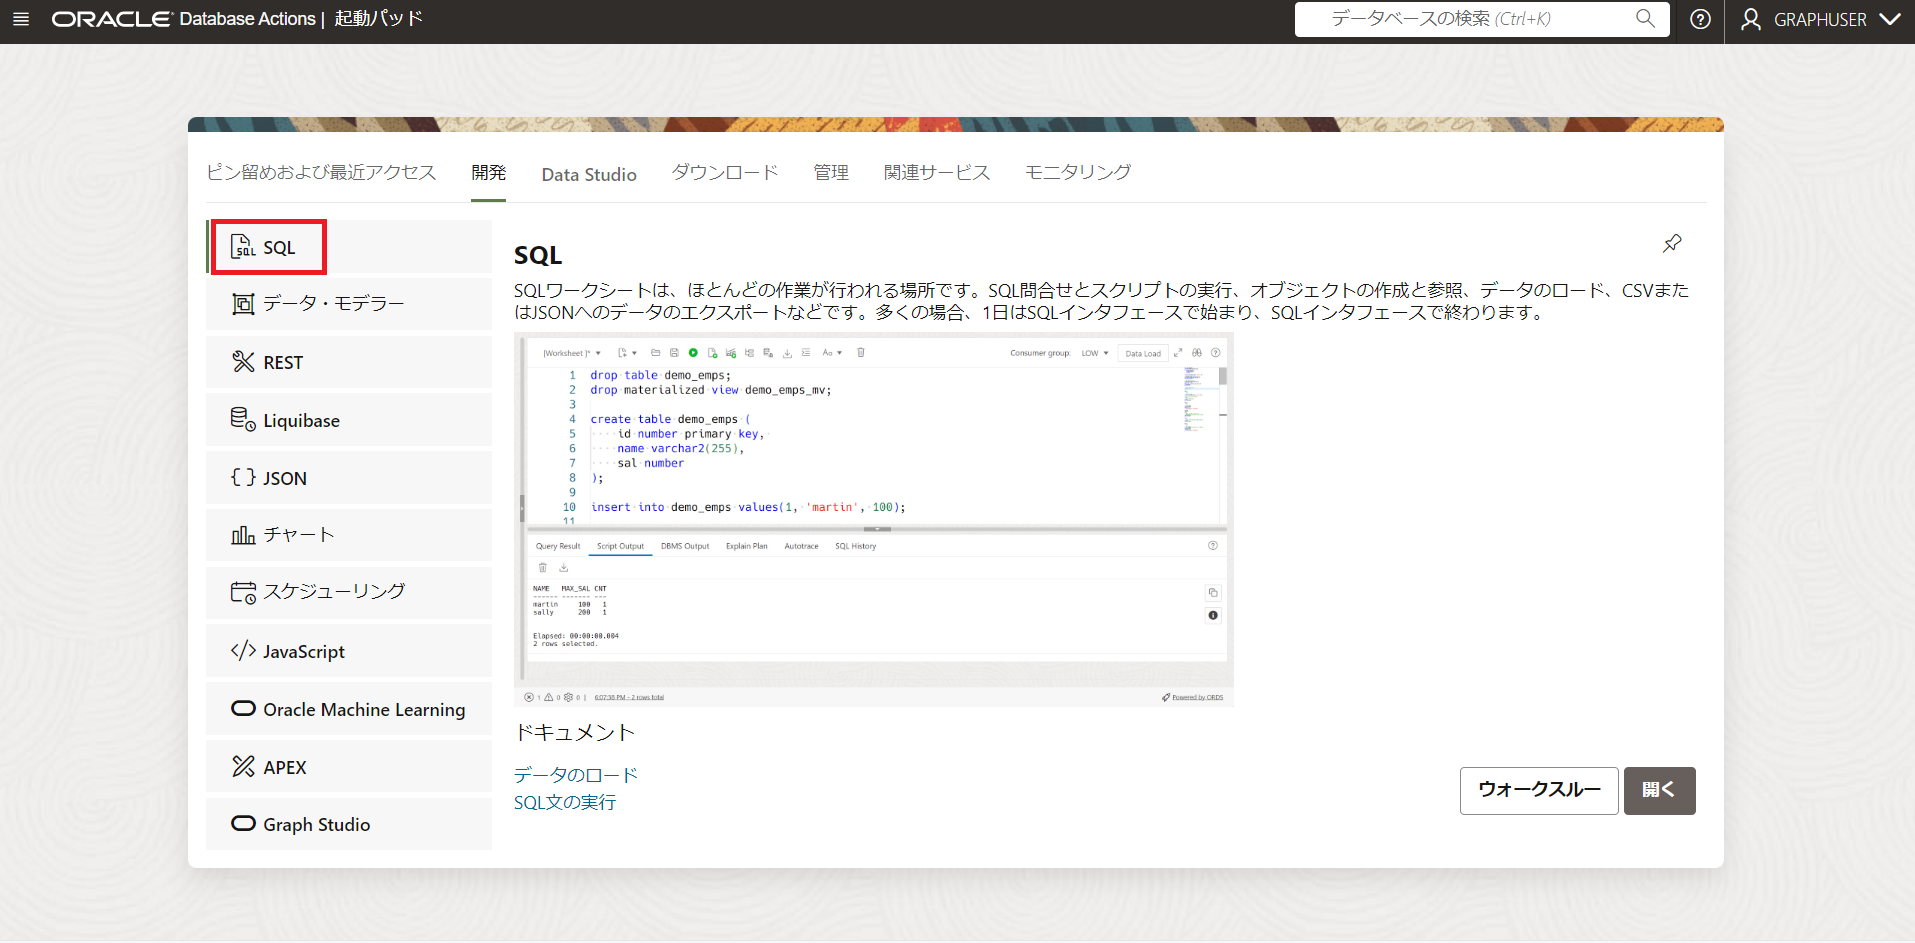 ORACLE Database Actions | 起動パッド
データベースの検索 (Ctrl+K)
GRAPHUSER
ピン留めおよび最近アクセス 開発 Data Studio ダウンロード 管理 関連サービス モニタリング
SQL
データ・モデラー
REST
Liquibase
JSON
チャート
スケジューリング
JavaScript
Oracle Machine Learning
APEX
Graph Studio
SQL
SQLワークシートは、ほとんどの作業が行われる場所です。SQL問合せとスクリプトの実行、オブジェクトの作成と参照、データのロード、CSVまた
はJSONへのデータのエクスポートなどです。多くの場合、1日はSQLインタフェースで始まり、SQLインタフェースで終わります。
[Worksheet]* Aa Consumer group: LOW Data Load
1 drop table demo_emps;
2 drop materialized view demo_emps_mv;
3
4 create table demo_emps (
5 id number primary key,
6 name varchar2(255),
7 sal number
8 );
9
10 insert into demo_emps values(1, 'martin', 100);
11
Query Result Script Output DBMS Output Explain Plan Autotrace SQL History
NAME MAX_SAL CNT
------ ------- ---
martin 100 1
sally 200 1
Elapsed: 00:00:00.004
2 rows selected.
1 0 0 | 6:07:38 PM - 2 rows total
Powered by ORDS
ドキュメント
データのロード
SQL文の実行
ウォークスルー
開く